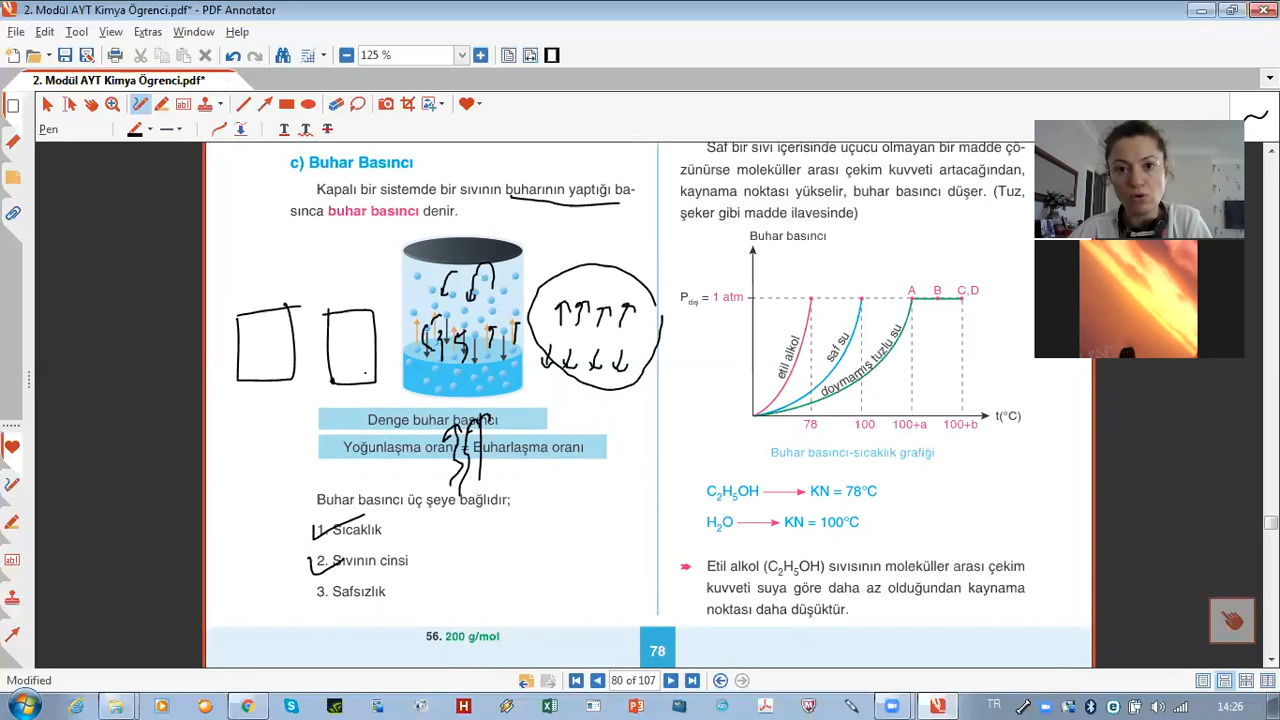 2. Modül AYT Kimya Ögrenci.pdf* - PDF Annotator
File Edit Tool View Extras Window Help
125 %
2. Modül AYT Kimya Ögrenci.pdf*
Pen
c) Buhar Basıncı
Kapalı bir sistemde bir sıvının buharının yaptığı ba-
sınca buhar basıncı denir.
Denge buhar basıncı
Yoğunlaşma oranı = Buharlaşma oranı
Buhar basıncı üç şeye bağlıdır;
1. Sıcaklık
2. Sıvının cinsi
3. Safsızlık
56. 200 g/mol
78
Saf bir sıvı içerisinde uçucu olmayan bir madde çö-
zünürse moleküller arası çekim kuvveti artacağından,
kaynama noktası yükselir, buhar basıncı düşer. (Tuz,
şeker gibi madde ilavesinde)
Buhar basıncı
Pdış = 1 atm
A B C,D
etil alkol
saf su
doymamış tuzlu su
78 100 100+a 100+b
t(°C)
Buhar basıncı-sıcaklık grafiği
C2H5OH → KN = 78°C
H2O → KN = 100°C
Etil alkol (C2H5OH) sıvısının moleküller arası çekim
kuvveti suya göre daha az olduğundan kaynama
noktası daha düşüktür.
Modified
80 of 107
TR
14:26